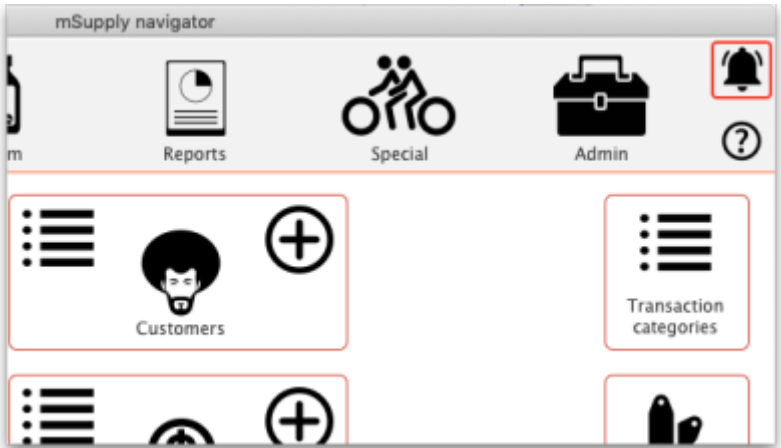 mSupply navigator
m
Reports
Special
Admin
Customers
Transaction
categories